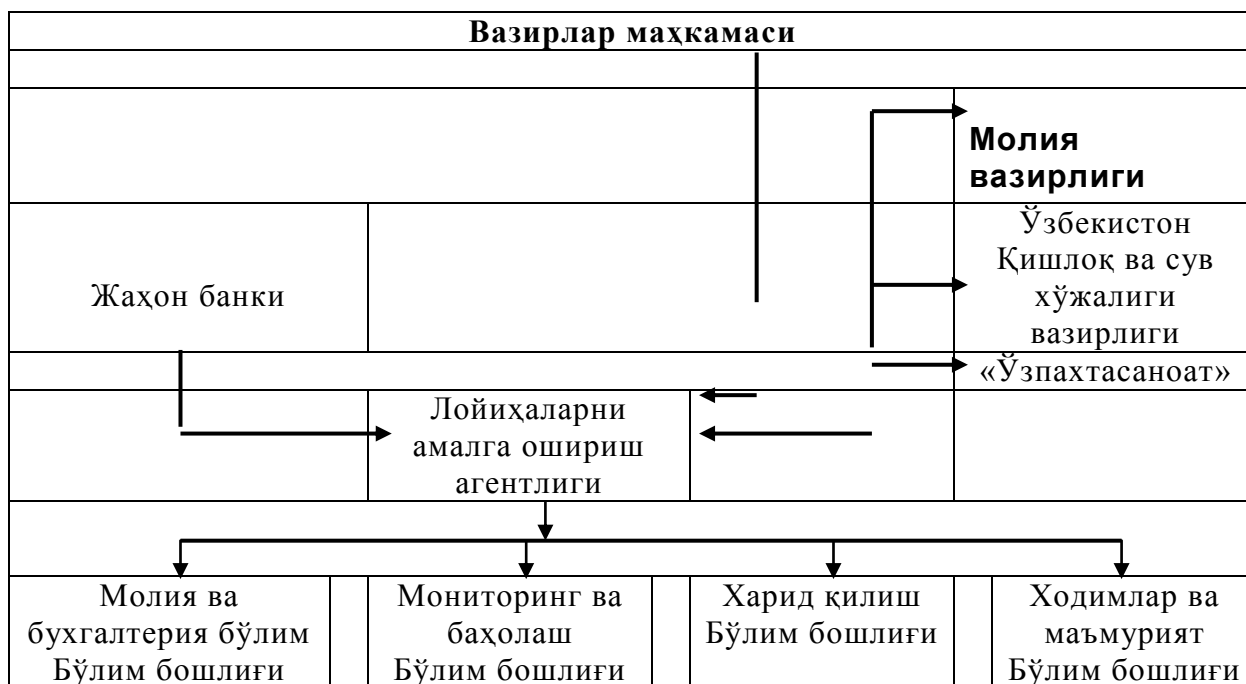 Вазирлар маҳкамаси
Молия
вазирлиги
Жаҳон банки
Ўзбекистон
Қишлоқ ва сув
хўжалиги
вазирлиги
«Ўзпахтасаноат»
Лойиҳаларни
амалга ошириш
агентлиги
Молия ва
бухгалтерия бўлим
Бўлим бошлиғи
Мониторинг ва
баҳолаш
Бўлим бошлиғи
Харид қилиш
Бўлим бошлиғи
Ходимлар ва
маъмурият
Бўлим бошлиғи